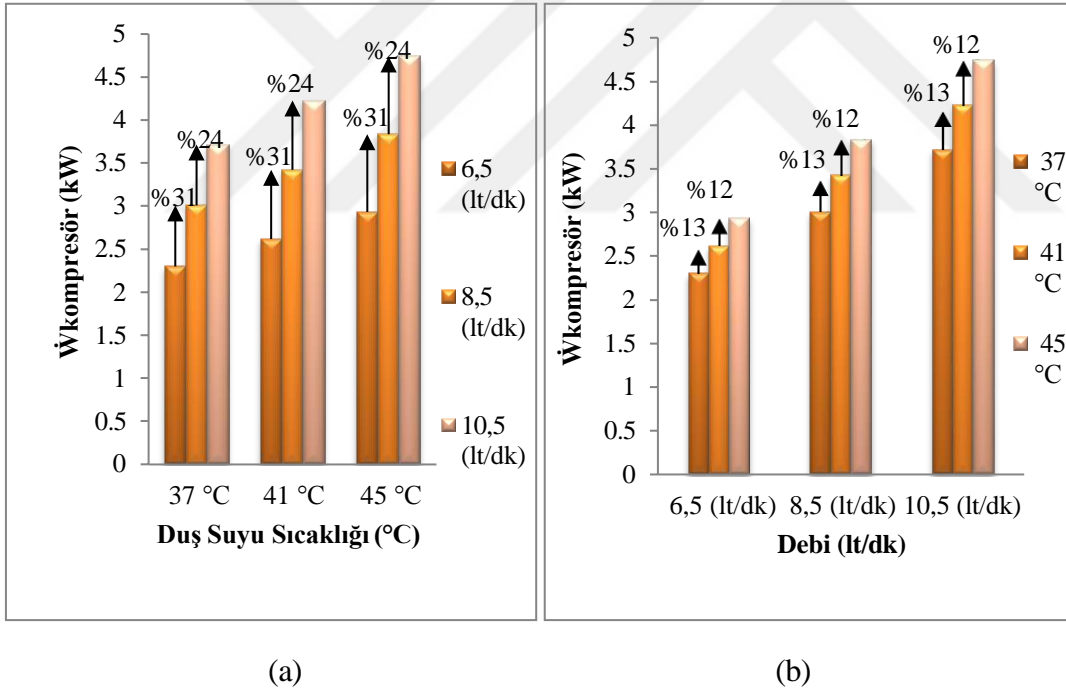 5
4.5
4
3.5
3
2.5
2
1.5
1
0.5
0
Ẇkompresör (kW)
%31
%24
%31
%24
%31
%24
37 °C
41 °C
45 °C
Duş Suyu Sıcaklığı (°C)
6,5
(lt/dk)
8,5
(lt/dk)
10,5
(lt/dk)
(a)
5
4.5
4
3.5
3
2.5
2
1.5
1
0.5
0
Ẇkompresör (kW)
%13
%12
%13
%12
%13
%12
6,5 (lt/dk)
8,5 (lt/dk)
10,5 (lt/dk)
Debi (lt/dk)
37
°C
41
°C
45
°C
(b)